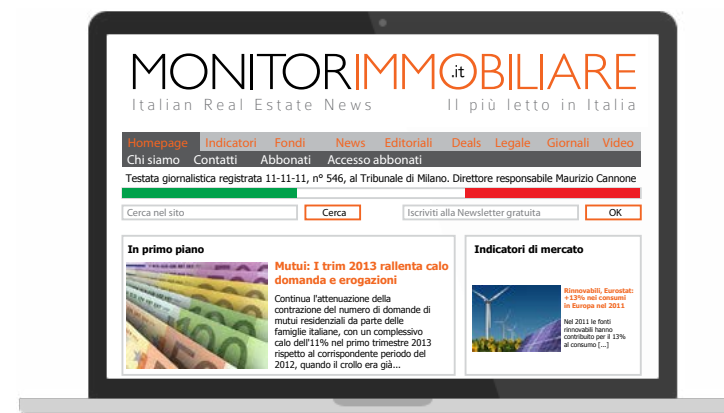 MONITORIMMOBILIARE
.it
Italian Real Estate News Il più letto in Italia
Homepage Indicatori Fondi News Editoriali Deals Legale Giornali Video
Chi siamo Contatti Abbonati Accesso abbonati
Testata giornalistica registrata 11-11-11, n° 546, al Tribunale di Milano. Direttore responsabile Maurizio Cannone
Cerca nel sito Cerca Iscriviti alla Newsletter gratuita OK
In primo piano
Mutui: I trim 2013 rallenta calo
domanda e erogazioni
Continua l'attenuazione della
contrazione del numero di domande di
mutui residenziali da parte delle
famiglie italiane, con un complessivo
calo dell'11% nel primo trimestre 2013
rispetto al corrispondente periodo del
2012, quando il crollo era già...
Indicatori di mercato
Rinnovabili, Eurostat:
+13% nei consumi
in Europa nel 2011
Nel 2011 le fonti
rinnovabili hanno
contribuito per il 13%
al consumo [...]